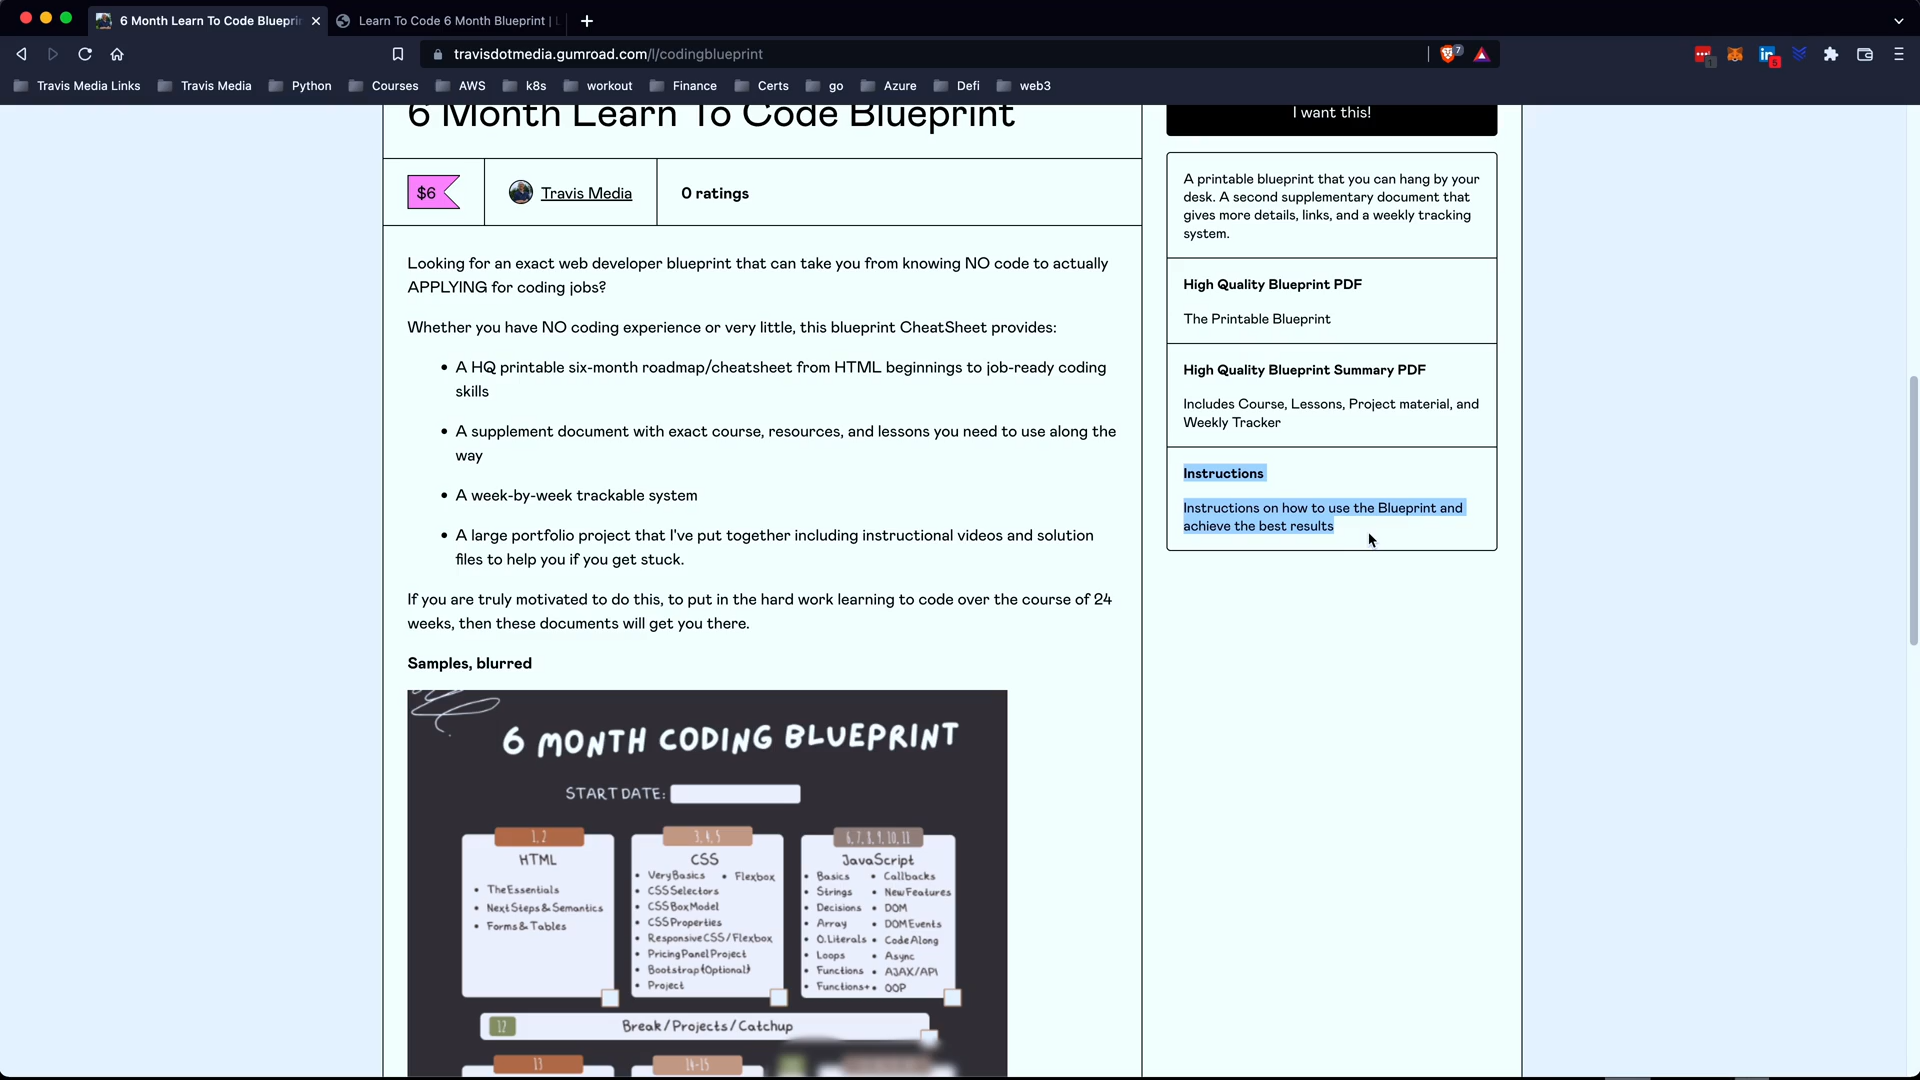 6 Month Learn To Code Blueprin
Learn To Code 6 Month Blueprint |
travisdotmedia.gumroad.com/l/codingblueprint
7
1
5
Travis Media Links
Travis Media
Python
Courses
AWS
k8s
workout
Finance
Certs
go
Azure
Defi
web3
6 Month Learn To Code Blueprint
$6
Travis Media
0 ratings
Looking for an exact web developer blueprint that can take you from knowing NO code to actually
APPLYING for coding jobs?
Whether you have NO coding experience or very little, this blueprint CheatSheet provides:
• A HQ printable six-month roadmap/cheatsheet from HTML beginnings to job-ready coding
skills
• A supplement document with exact course, resources, and lessons you need to use along the
way
• A week-by-week trackable system
• A large portfolio project that I've put together including instructional videos and solution
files to help you if you get stuck.
If you are truly motivated to do this, to put in the hard work learning to code over the course of 24
weeks, then these documents will get you there.
Samples, blurred
6 MONTH CODING BLUEPRINT
START DATE:
1, 2
HTML
• The Essentials
• Next Steps & Semantics
• Forms & Tables
3, 4, 5
CSS
• Very Basics
• CSS Selectors
• CSS Box Model
• CSS Properties
• Responsive CSS / Flexbox
• Pricing Panel Project
• Bootstrap (Optional)
• Project
• Flexbox
6, 7, 8, 9, 10, 11
JavaScript
• Basics
• Strings
• Decisions
• Array
• O. Literals
• Loops
• Functions
• Functions+
• Callbacks
• New Features
• DOM
• DOM Events
• Code Along
• Async
• AJAX/API
• OOP
12
Break / Projects / Catchup
13
14-15
I want this!
A printable blueprint that you can hang by your
desk. A second supplementary document that
gives more details, links, and a weekly tracking
system.
High Quality Blueprint PDF
The Printable Blueprint
High Quality Blueprint Summary PDF
Includes Course, Lessons, Project material, and
Weekly Tracker
Instructions
Instructions on how to use the Blueprint and
achieve the best results